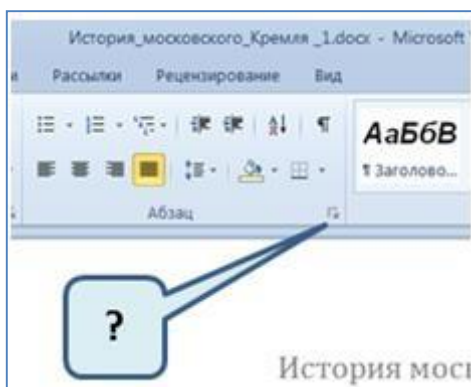 История_московского_Кремля _1.docx - Microsoft
Рассылки Рецензирование Вид
АаБбВ
¶ Заголово...
Абзац
?
История моск